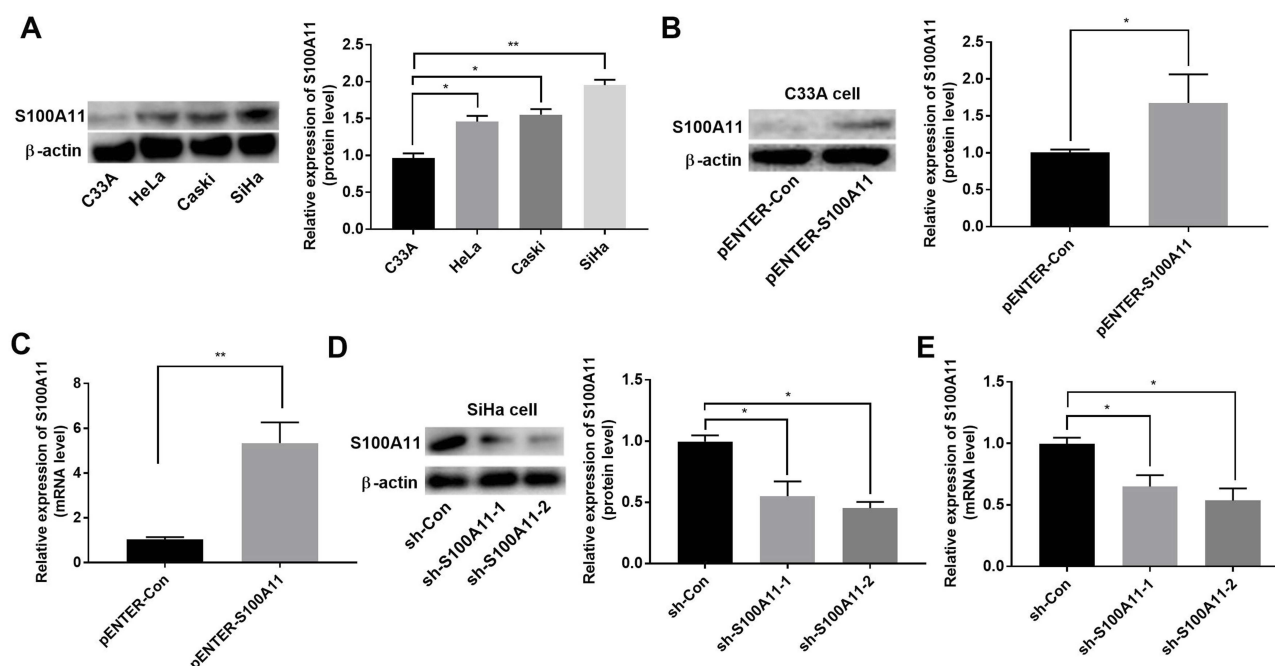 A
S100A11
β-actin
C33A
HeLa
Caski
SiHa
Relative expression of S100A11
(protein level)
2.5
2.0
1.5
1.0
0.5
0.0
*
*
**
C33A
HeLa
Caski
SiHa
B
C33A cell
S100A11
β-actin
pENTER-Con
pENTER-S100A11
Relative expression of S100A11
(protein level)
2.5
2.0
1.5
1.0
0.5
0.0
*
pENTER-Con
pENTER-S100A11
C
Relative expression of S100A11
(mRNA level)
8
6
4
2
0
**
pENTER-Con
pENTER-S100A11
D
SiHa cell
S100A11
β-actin
sh-Con
sh-S100A11-1
sh-S100A11-2
Relative expression of S100A11
(protein level)
1.5
1.0
0.5
0.0
*
*
sh-Con
sh-S100A11-1
sh-S100A11-2
E
Relative expression of S100A11
(mRNA level)
1.5
1.0
0.5
0.0
*
*
sh-Con
sh-S100A11-1
sh-S100A11-2